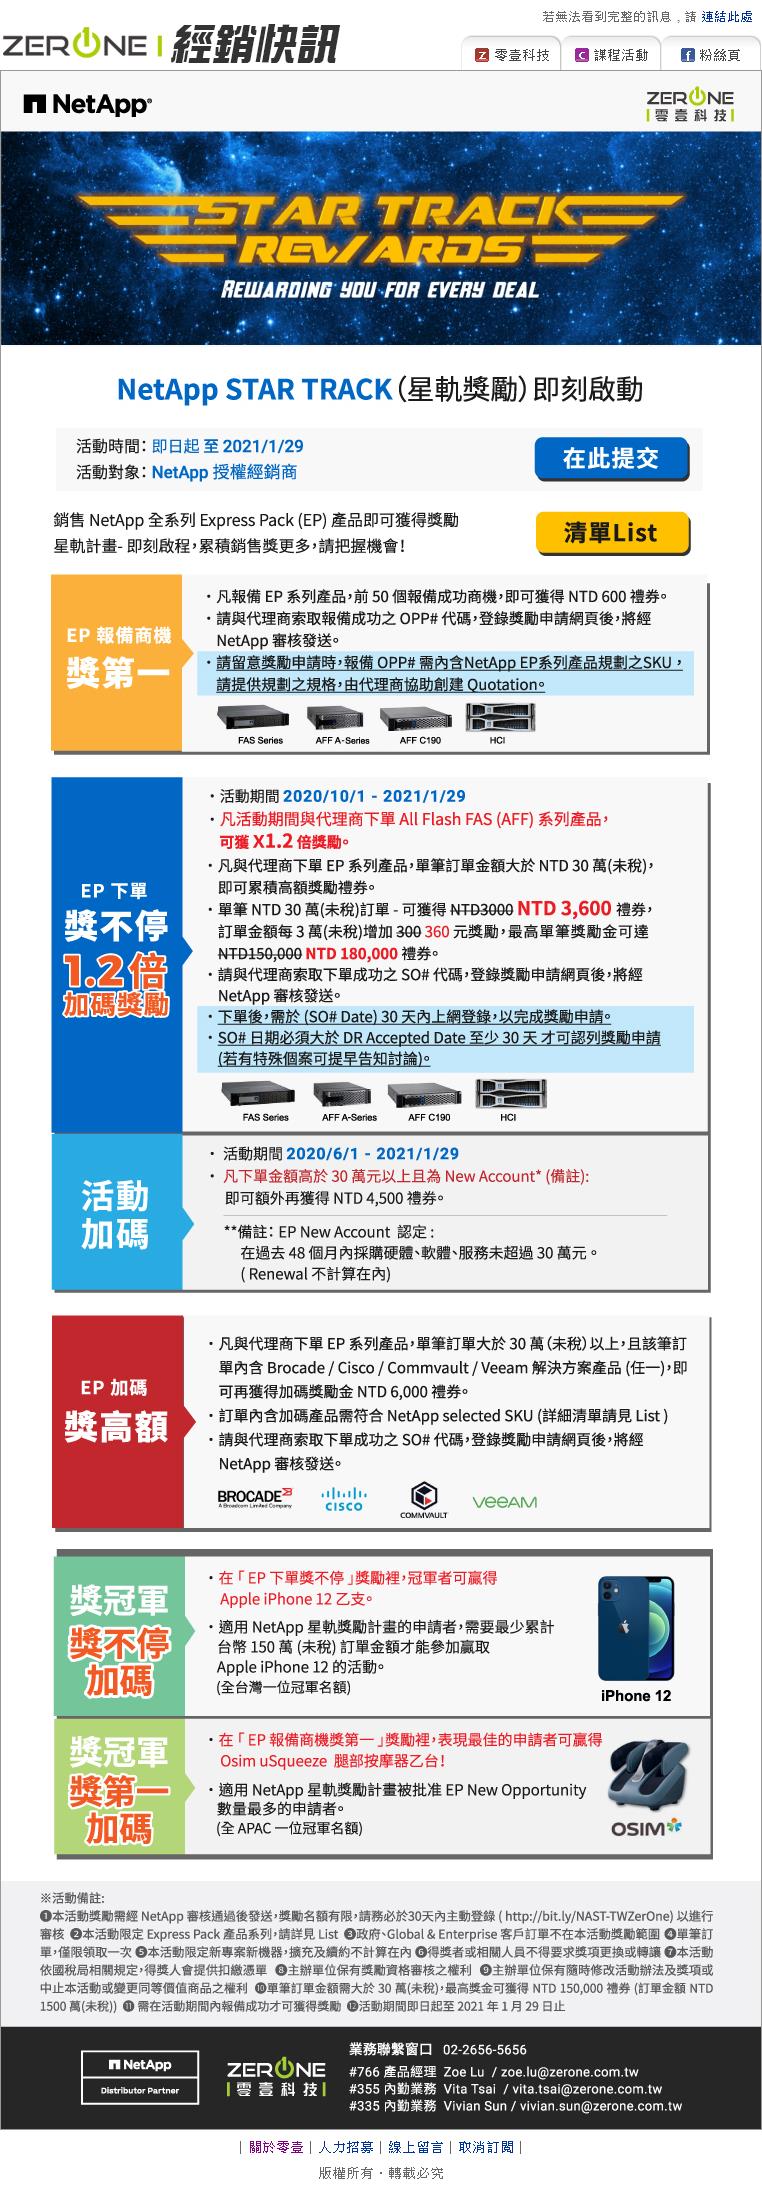 若無法看到完整的訊息，請 連結此處
ZERONE | 經銷快訊
零壹科技 課程活動 粉絲頁
NetApp
ZERONE
零壹科技
STAR TRACK
REWARDS
REWARDING YOU FOR EVERY DEAL
NetApp STAR TRACK（星軌獎勵）即刻啟動
活動時間：即日起 至 2021/1/29
活動對象：NetApp 授權經銷商
在此提交
銷售 NetApp 全系列 Express Pack (EP) 產品即可獲得獎勵
星軌計畫- 即刻啟程，累積銷售獎更多，請把握機會！
清單List
EP 報備商機
獎第一
・凡報備 EP 系列產品，前 50 個報備成功商機，即可獲得 NTD 600 禮券。
・請與代理商索取報備成功之 OPP# 代碼，登錄獎勵申請網頁後，將經
NetApp 審核發送。
・請留意獎勵申請時，報備 OPP# 需內含NetApp EP系列產品規劃之SKU，
請提供規劃之規格，由代理商協助創建 Quotation。
FAS Series AFF A-Series AFF C190 HCI
EP 下單
獎不停
1.2倍
加碼獎勵
・活動期間 2020/10/1 - 2021/1/29
・凡活動期間與代理商下單 All Flash FAS (AFF) 系列產品，
可獲 X1.2 倍獎勵。
・凡與代理商下單 EP 系列產品，單筆訂單金額大於 NTD 30 萬(未稅)，
即可累積高額獎勵禮券。
・單筆 NTD 30 萬(未稅)訂單 - 可獲得 NTD3000 NTD 3,600 禮券，
訂單金額每 3 萬(未稅)增加 300 360 元獎勵，最高單筆獎勵金可達
NTD150,000 NTD 180,000 禮券。
・請與代理商索取下單成功之 SO# 代碼，登錄獎勵申請網頁後，將經
NetApp 審核發送。
・下單後，需於 (SO# Date) 30 天內上網登錄，以完成獎勵申請。
・SO# 日期必須大於 DR Accepted Date 至少 30 天 才可認列獎勵申請
(若有特殊個案可提早告知討論)。
FAS Series AFF A-Series AFF C190 HCI
活動
加碼
・ 活動期間 2020/6/1 - 2021/1/29
・ 凡下單金額高於 30 萬元以上且為 New Account* (備註):
即可額外再獲得 NTD 4,500 禮券。
**備註：EP New Account 認定 :
在過去 48 個月內採購硬體、軟體、服務未超過 30 萬元。
( Renewal 不計算在內)
EP 加碼
獎高額
・凡與代理商下單 EP 系列產品，單筆訂單大於 30 萬（未稅）以上，且該筆訂
單內含 Brocade / Cisco / Commvault / Veeam 解決方案產品 (任一)，即
可再獲得加碼獎勵金 NTD 6,000 禮券。
・訂單內含加碼產品需符合 NetApp selected SKU (詳細清單請見 List )
・請與代理商索取下單成功之 SO# 代碼，登錄獎勵申請網頁後，將經
NetApp 審核發送。
BROCADE CISCO COMMVAULT VEEAM
A Broadcom Limited Company
獎冠軍
獎不停
加碼
・在「 EP 下單獎不停 」獎勵裡，冠軍者可贏得
Apple iPhone 12 乙支。
・適用 NetApp 星軌獎勵計畫的申請者，需要最少累計
台幣 150 萬 (未稅) 訂單金額才能參加贏取
Apple iPhone 12 的活動。
(全台灣一位冠軍名額)
iPhone 12
獎冠軍
獎第一
加碼
・在「 EP 報備商機獎第一 」獎勵裡，表現最佳的申請者可贏得
Osim uSqueeze 腿部按摩器乙台！
・適用 NetApp 星軌獎勵計畫被批准 EP New Opportunity
數量最多的申請者。
(全 APAC 一位冠軍名額)
OSIM
※活動備註:
❶本活動獎勵需經 NetApp 審核通過後發送，獎勵名額有限，請務必於30天內主動登錄 ( http://bit.ly/NAST-TWZerOne) 以進行
審核 ❷本活動限定 Express Pack 產品系列，請詳見 List ❸政府、Global & Enterprise 客戶訂單不在本活動獎勵範圍 ❹單筆訂
單，僅限領取一次 ❺本活動限定新專案新機器，擴充及續約不計算在內 ❻得獎者或相關人員不得要求獎項更換或轉讓 ❼本活動
依國稅局相關規定，得獎人會提供扣繳憑單 ❽主辦單位保有獎勵資格審核之權利 ❾主辦單位保有隨時修改活動辦法及獎項或
中止本活動或變更同等價值商品之權利 ❿單筆訂單金額需大於 30 萬(未稅)，最高獎金可獲得 NTD 150,000 禮券 (訂單金額 NTD
1500 萬(未稅)) ⓫ 需在活動期間內報備成功才可獲得獎勵 ⓬活動期間即日起至 2021 年 1 月 29 日止
NetApp
Distributor Partner
ZERONE
零壹科技
業務聯繫窗口 02-2656-5656
#766 產品經理 Zoe Lu / zoe.lu@zerone.com.tw
#355 內勤業務 Vita Tsai / vita.tsai@zerone.com.tw
#335 內勤業務 Vivian Sun / vivian.sun@zerone.com.tw
| 關於零壹 | 人力招募 | 線上留言 | 取消訂閱 |
版權所有・轉載必究